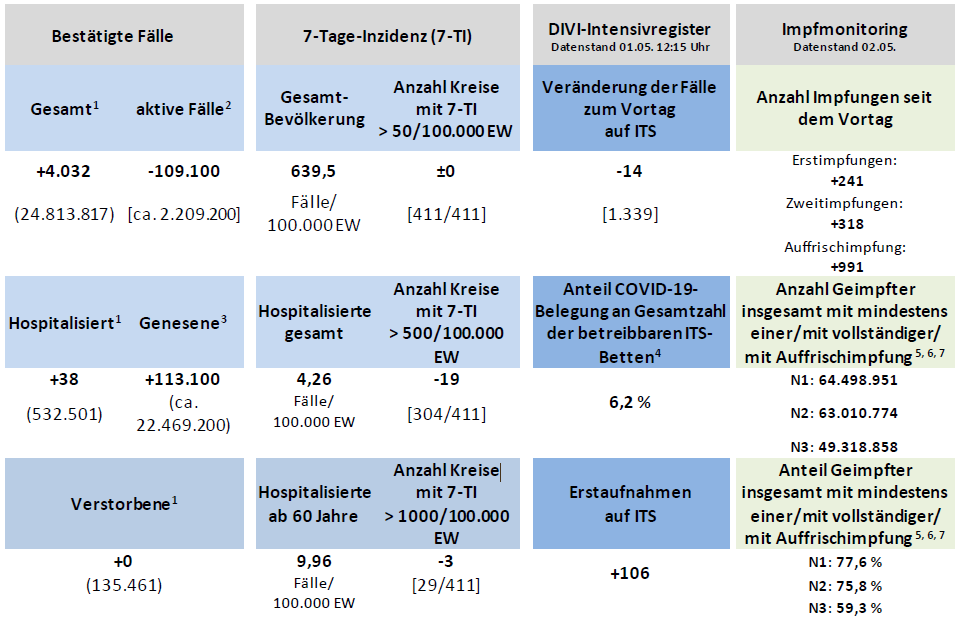 Bestätigte Fälle
7-Tage-Inzidenz (7-TI)
DIVI-Intensivregister
Datenstand 01.05. 12:15 Uhr
Impfmonitoring
Datenstand 02.05.
Gesamt¹
aktive Fälle²
Gesamt-
Bevölkerung
Anzahl Kreise
mit 7-TI
> 50/100.000 EW
Veränderung der Fälle
zum Vortag
auf ITS
Anzahl Impfungen seit
dem Vortag
+4.032
(24.813.817)
-109.100
[ca. 2.209.200]
639,5
Fälle/
100.000 EW
±0
[411/411]
-14
[1.339]
Erstimpfungen:
+241
Zweitimpfungen:
+318
Auffrischimpfung:
+991
Hospitalisiert¹
Genesene³
Hospitalisierte
gesamt
Anzahl Kreise
mit 7-TI
> 500/100.000
EW
Anteil COVID-19-
Belegung an Gesamtzahl
der betreibbaren ITS-
Betten⁴
Anzahl Geimpfter
insgesamt mit mindestens
einer/mit vollständiger/
mit Auffrischimpfung ⁵, ⁶, ⁷
+38
(532.501)
+113.100
(ca.
22.469.200)
4,26
Fälle/
100.000 EW
-19
[304/411]
6,2 %
N1: 64.498.951
N2: 63.010.774
N3: 49.318.858
Verstorbene¹
Hospitalisierte
ab 60 Jahre
Anzahl Kreise
mit 7-TI
> 1000/100.000
EW
Erstaufnahmen
auf ITS
Anteil Geimpfter
insgesamt mit mindestens
einer/mit vollständiger/
mit Auffrischimpfung ⁵, ⁶, ⁷
+0
(135.461)
9,96
Fälle/
100.000 EW
-3
[29/411]
+106
N1: 77,6 %
N2: 75,8 %
N3: 59,3 %